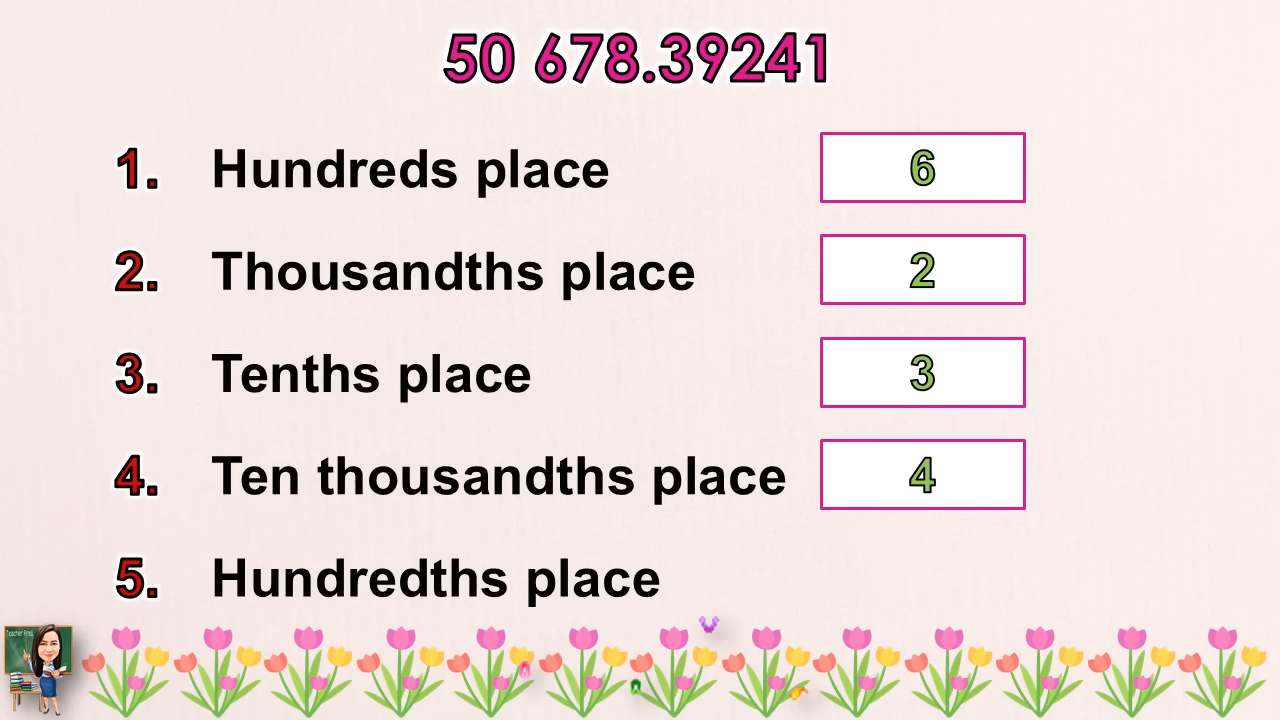 50 678.39241
1. Hundreds place 6
2. Thousandths place 2
3. Tenths place 3
4. Ten thousandths place 4
5. Hundredths place